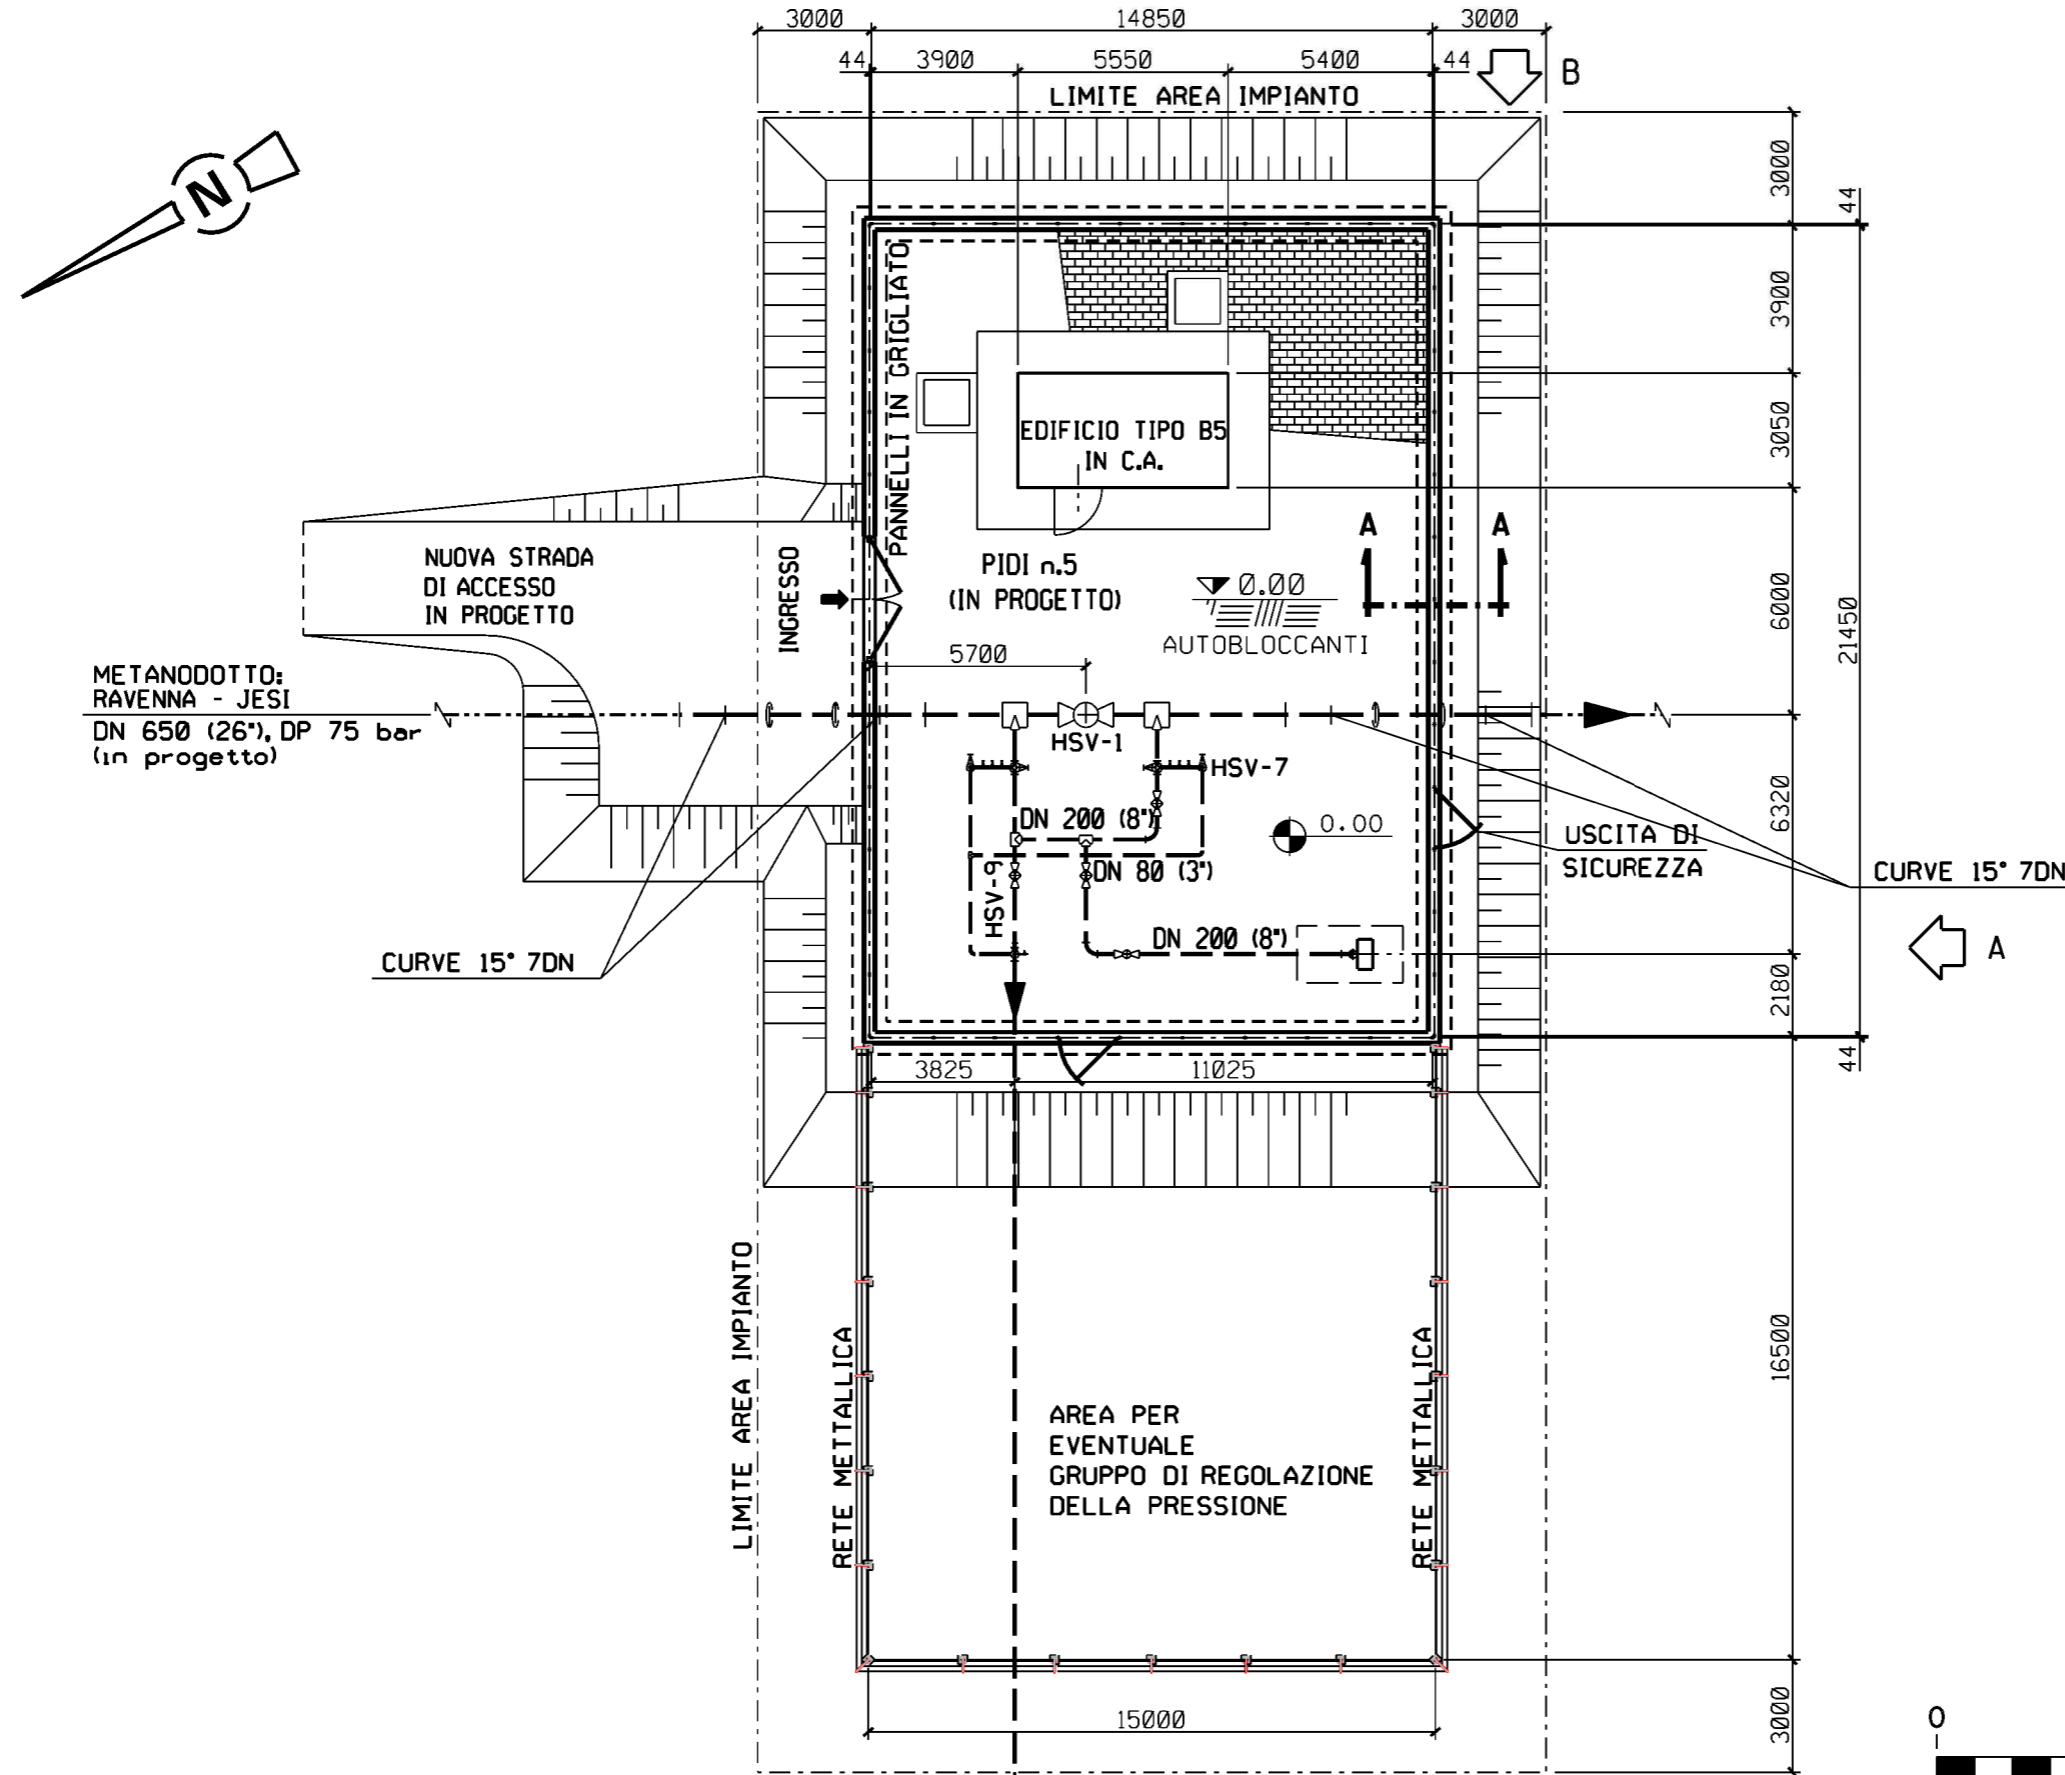 3000 14850 3000
44 3900 5550 5400 44
B
LIMITE AREA IMPIANTO
N
3000
44
PANNELLI IN GRIGLIATO
3900
EDIFICIO TIPO B5
IN C.A.
3050
A A
NUOVA STRADA
DI ACCESSO
IN PROGETTO
INGRESSO
PIDI n.5
(IN PROGETTO)
0.00
AUTOBLOCCANTI
6000
21450
5700
METANODOTTO:
RAVENNA - JESI
DN 650 (26"), DP 75 bar
(in progetto)
HSV-1
HSV-7
DN 200 (8")
0.00
6320
USCITA DI
SICUREZZA
DN 80 (3")
HSV-9
CURVE 15° 7DN
CURVE 15° 7DN
DN 200 (8")
A
2180
44
3825 11025
LIMITE AREA IMPIANTO
RETE METTALLICA
RETE METTALLICA
16500
AREA PER
EVENTUALE
GRUPPO DI REGOLAZIONE
DELLA PRESSIONE
15000
3000
0